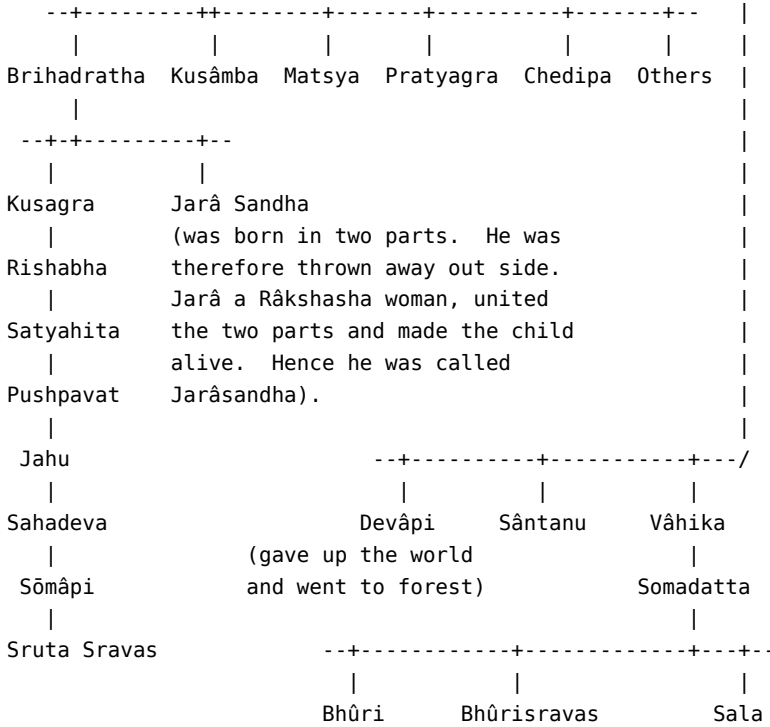 --+---------++--------+-------+----------+-------+--   |
     |          |        |       |          |       |     |
Brihadratha  Kusâmba  Matsya  Pratyagra  Chedipa  Others  |
     |                                                    |
 --+-+---------+--                                        |
   |           |                                          |
Kusagra      Jarâ Sandha                                  |
   |         (was born in two parts.  He was              |
Rishabha     therefore thrown away out side.              |
   |         Jarâ a Râkshasha woman, united               |
Satyahita    the two parts and made the child             |
   |         alive.  Hence he was called                  |
Pushpavat    Jarâsandha).                                 |
   |                                                      |
 Jahu                        --+----------+-----------+---/
   |                           |          |           |
Sahadeva                    Devâpi     Sântanu     Vâhika
   |               (gave up the world                 |
 Sōmâpi            and went to forest)            Somadatta
   |                                                  |
Sruta Sravas             --+------------+-------------+---+--
                           |            |                 |
                         Bhûri      Bhûrisravas         Sala